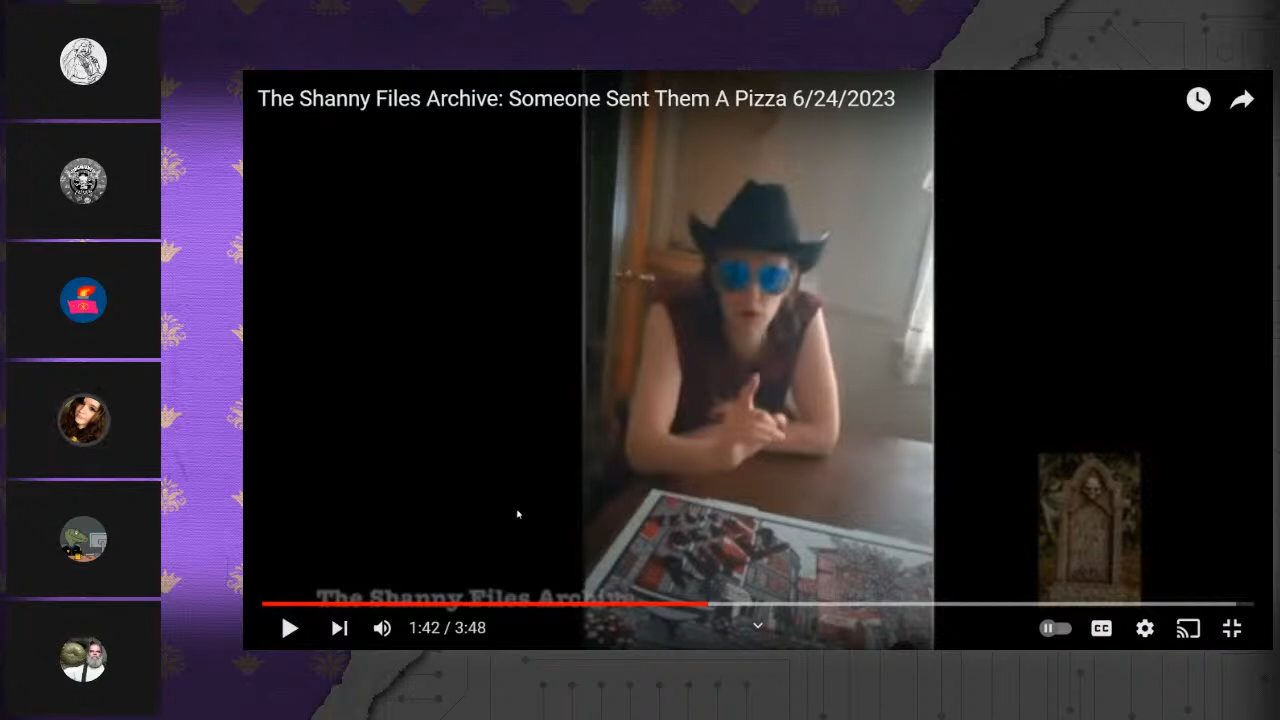 The Shanny Files Archive: Someone Sent Them A Pizza 6/24/2023
The Shanny Files Archive
1:42 / 3:48
CC